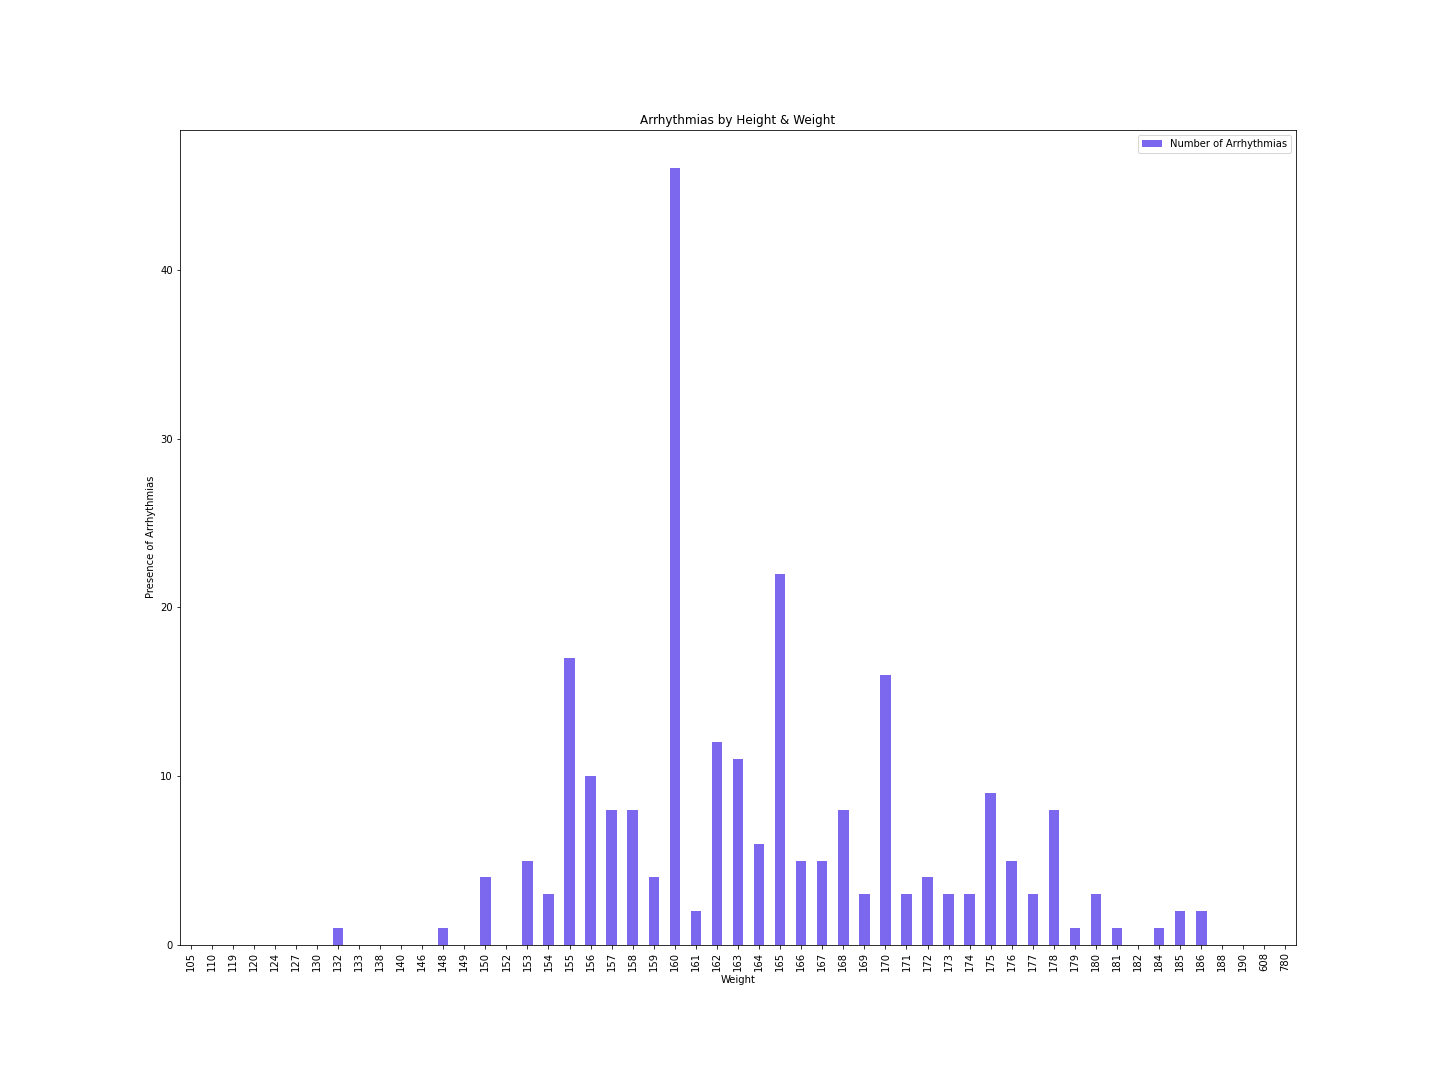 Arrhythmias by Height & Weight
Number of Arrhythmias
Presence of Arrhythmias
40
30
20
10
0
105 110 119 120 124 127 130 132 133 138 140 146 148 149 150 152 153 154 155 156 157 158 159 160 161 162 163 164 165 166 167 168 169 170 171 172 173 174 175 176 177 178 179 180 181 182 184 185 186 188 190 608 780
Weight